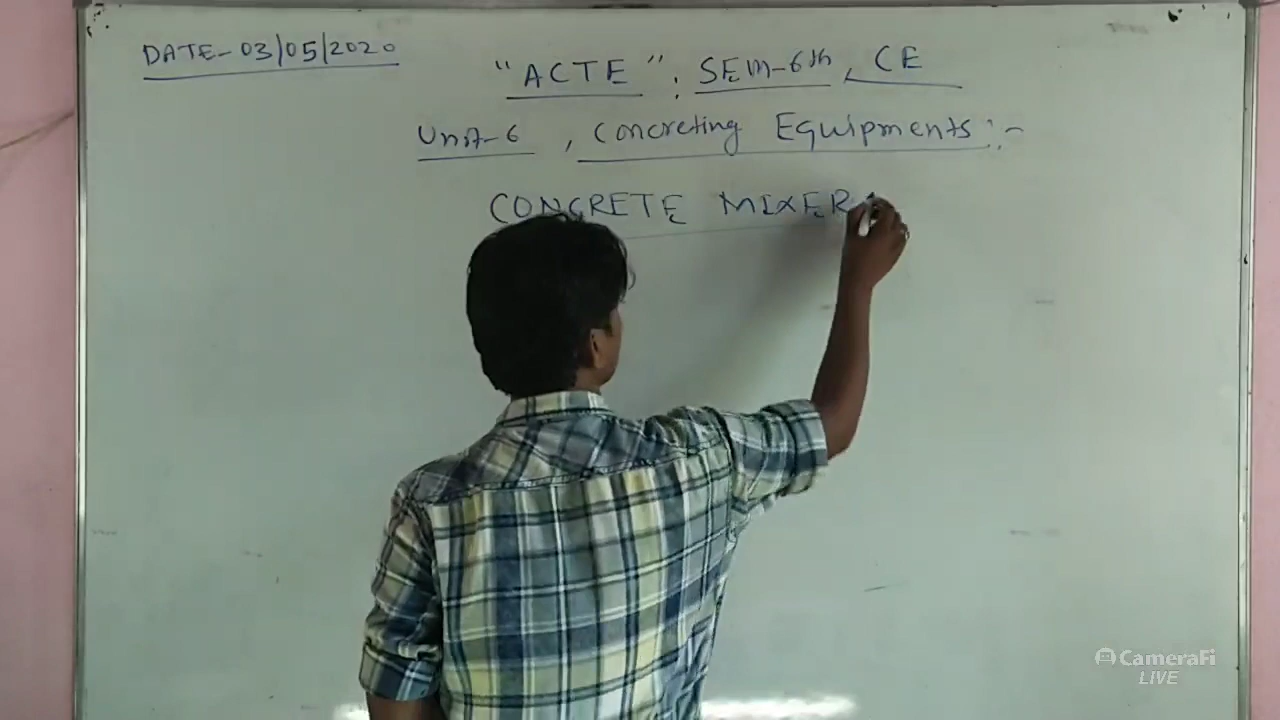 DATE-03/05/2020
"ACTE", SEM-6th, CE
Unit-6, Concreting Equipments:-
CONCRETE MIXER
CameraFi
LIVE